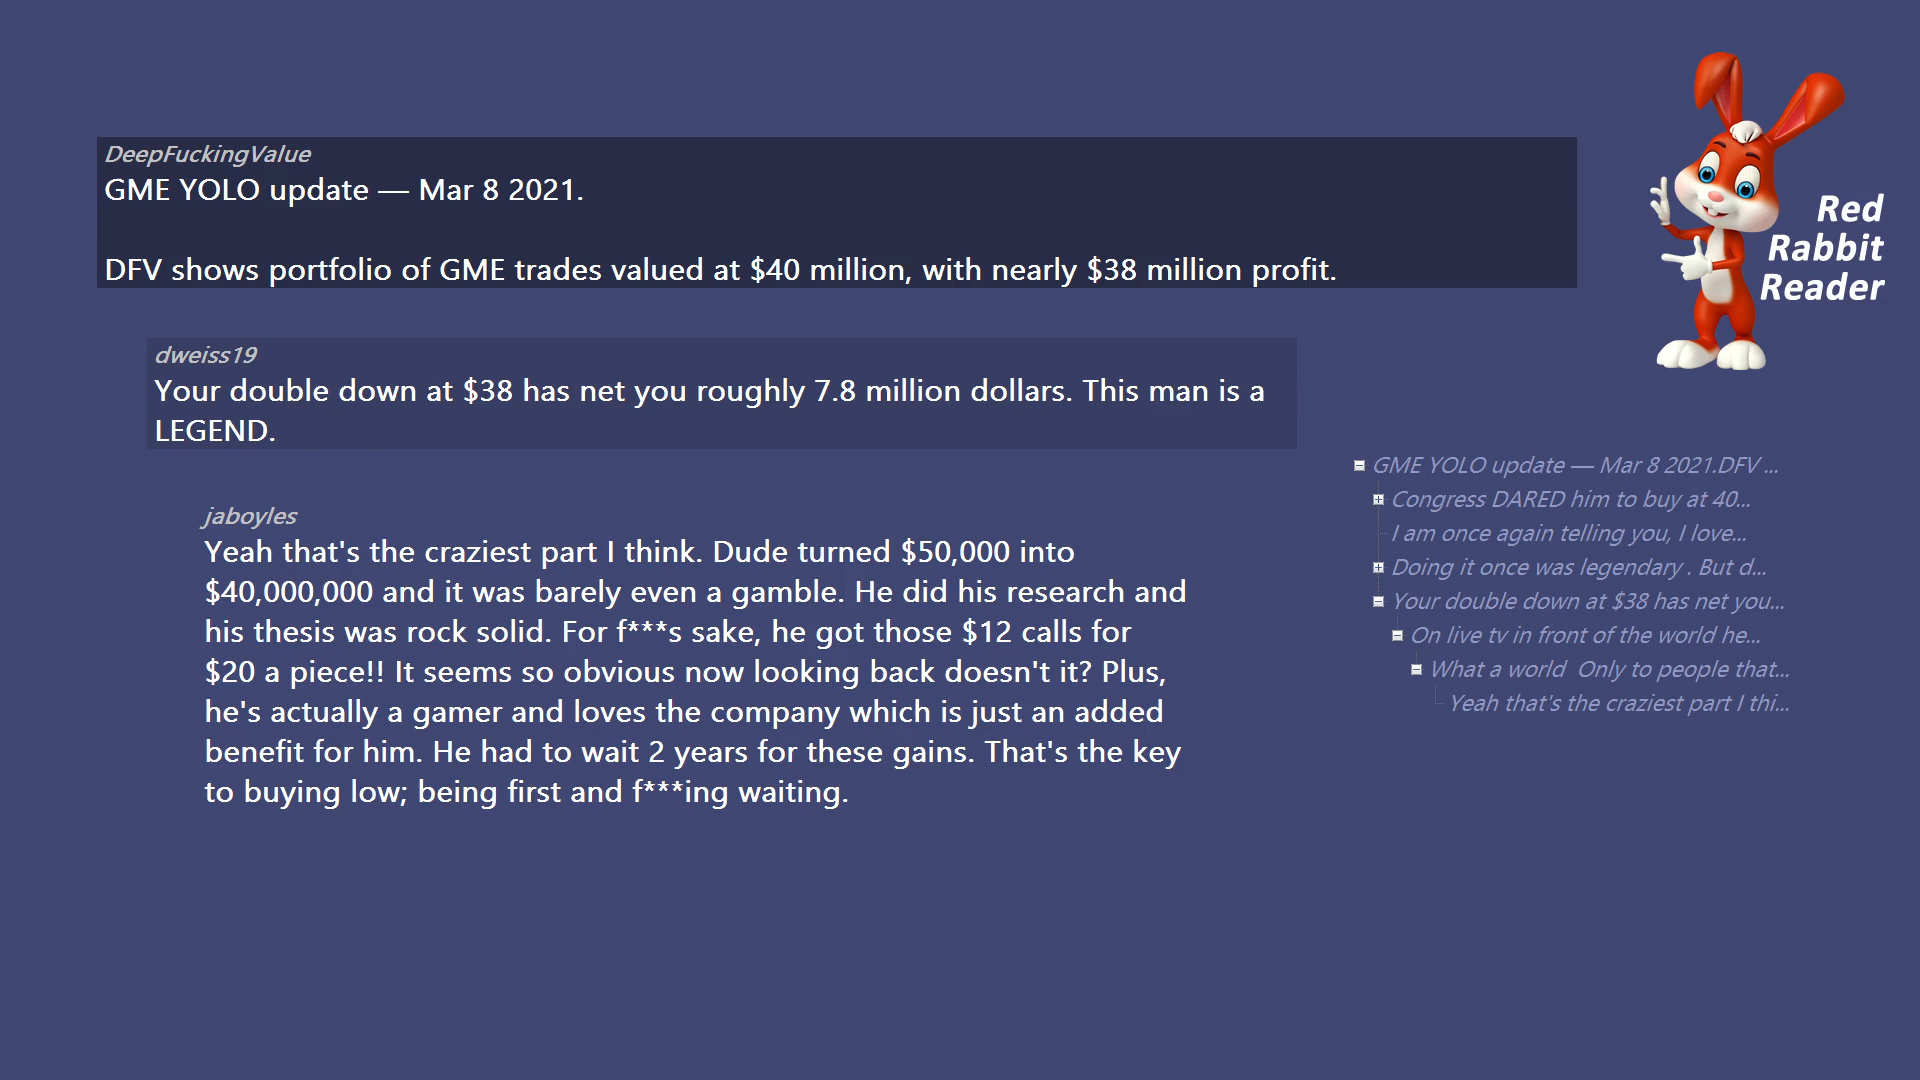 DeepFuckingValue
GME YOLO update — Mar 8 2021.
DFV shows portfolio of GME trades valued at $40 million, with nearly $38 million profit.
Red
Rabbit
Reader
dweiss19
Your double down at $38 has net you roughly 7.8 million dollars. This man is a
LEGEND.
jaboyles
Yeah that's the craziest part I think. Dude turned $50,000 into
$40,000,000 and it was barely even a gamble. He did his research and
his thesis was rock solid. For f***s sake, he got those $12 calls for
$20 a piece!! It seems so obvious now looking back doesn't it? Plus,
he's actually a gamer and loves the company which is just an added
benefit for him. He had to wait 2 years for these gains. That's the key
to buying low; being first and f***ing waiting.
GME YOLO update — Mar 8 2021.DFV ...
Congress DARED him to buy at 40...
I am once again telling you, I love...
Doing it once was legendary . But d...
Your double down at $38 has net you...
On live tv in front of the world he...
What a world  Only to people that...
Yeah that's the craziest part I thi...